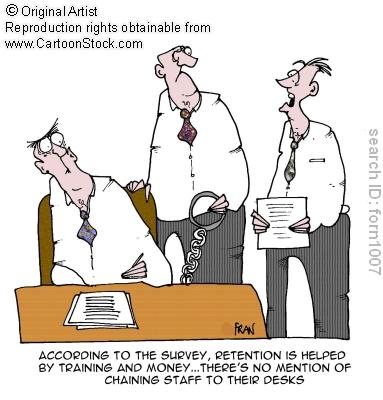 © Original Artist
Reproduction rights obtainable from
www.CartoonStock.com
search ID: forn1007
FRAN
ACCORDING TO THE SURVEY, RETENTION IS HELPED
BY TRAINING AND MONEY...THERE'S NO MENTION OF
CHAINING STAFF TO THEIR DESKS